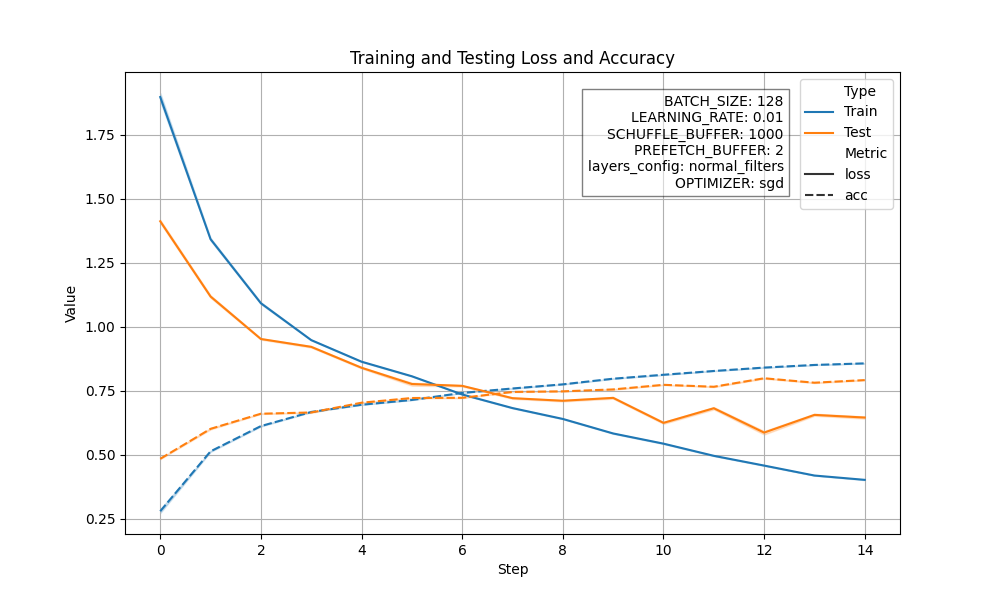 Training and Testing Loss and Accuracy
BATCH_SIZE: 128
LEARNING_RATE: 0.01
SCHUFFLE_BUFFER: 1000
PREFETCH_BUFFER: 2
layers_config: normal_filters
OPTIMIZER: sgd
Type
Train
Test
Metric
loss
acc
Value
1.75
1.50
1.25
1.00
0.75
0.50
0.25
0 2 4 6 8 10 12 14
Step